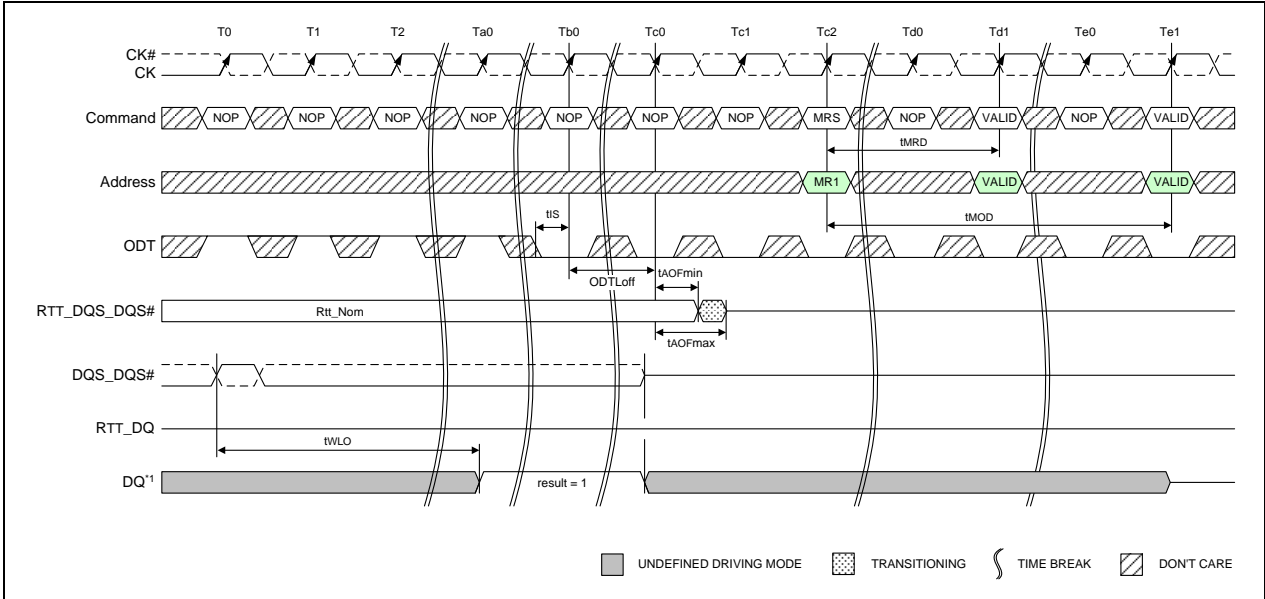 T0 T1 T2 Ta0 Tb0 Tc0 Tc1 Tc2 Td0 Td1 Te0 Te1
CK#
CK
Command NOP NOP NOP NOP NOP NOP NOP MRS NOP VALID NOP VALID
tMRD
Address MR1 VALID VALID
tIS tMOD
ODT
ODTLoff tAOFmin
RTT_DQS_DQS# Rtt_Nom
tAOFmax
DQS_DQS#
RTT_DQ
tWLO
DQ*1 result = 1
UNDEFINED DRIVING MODE TRANSITIONING TIME BREAK DON'T CARE